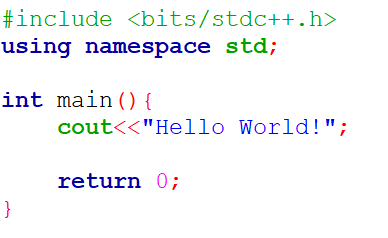 #include <bits/stdc++.h>
using namespace std;

int main(){
    cout<<"Hello World!";

    return 0;
}